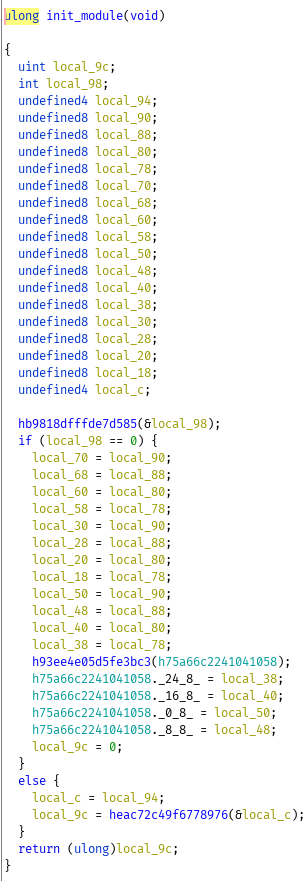 ulong init_module(void)
{
uint local_9c;
int local_98;
undefined4 local_94;
undefined8 local_90;
undefined8 local_88;
undefined8 local_80;
undefined8 local_78;
undefined8 local_70;
undefined8 local_68;
undefined8 local_60;
undefined8 local_58;
undefined8 local_50;
undefined8 local_48;
undefined8 local_40;
undefined8 local_38;
undefined8 local_30;
undefined8 local_28;
undefined8 local_20;
undefined8 local_18;
undefined4 local_c;
hb9818dfffde7d585(&local_98);
if (local_98 == 0) {
local_70 = local_90;
local_68 = local_88;
local_60 = local_80;
local_58 = local_78;
local_30 = local_90;
local_28 = local_88;
local_20 = local_80;
local_18 = local_78;
local_50 = local_90;
local_48 = local_88;
local_40 = local_80;
local_38 = local_78;
h93ee4e05d5fe3bc3(h75a66c2241041058);
h75a66c2241041058._24_8_ = local_38;
h75a66c2241041058._16_8_ = local_40;
h75a66c2241041058._0_8_ = local_50;
h75a66c2241041058._8_8_ = local_48;
local_9c = 0;
}
else {
local_c = local_94;
local_9c = heac72c49f6778976(&local_c);
}
return (ulong)local_9c;
}